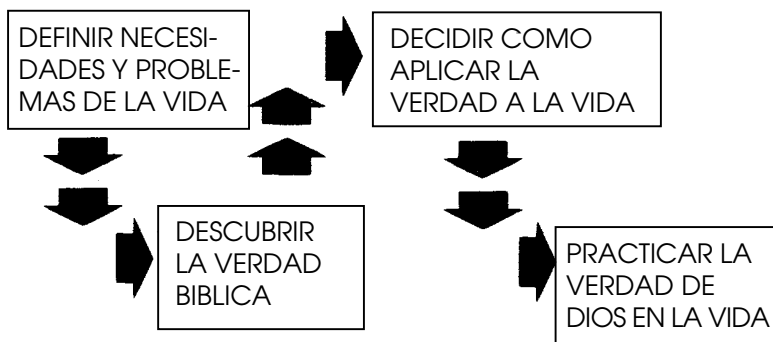 DEFINIR NECESI-
DADES Y PROBLE-
MAS DE LA VIDA
DESCUBRIR
LA VERDAD
BIBLICA
DECIDIR COMO
APLICAR LA
VERDAD A LA VIDA
PRACTICAR LA
VERDAD DE
DIOS EN LA VIDA